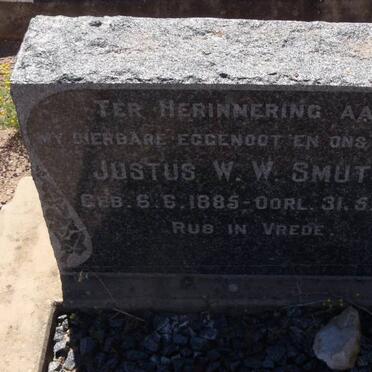 TER HERINNERING AA
MY DIERBARE EGGENOOT EN ONS
JUSTUS W. W. SMUT
GEB. 6. 6. 1885 - OORL. 31. 5.
RUS IN VREDE.